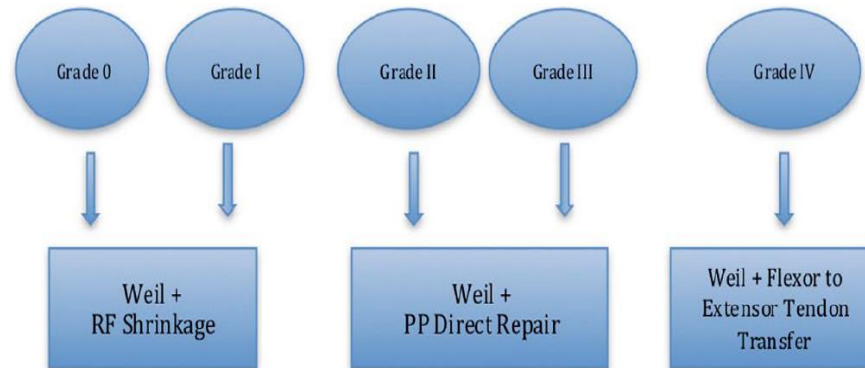 Grade 0
Grade I
Grade II
Grade III
Grade IV
Weil +
RF Shrinkage
Weil +
PP Direct Repair
Weil + Flexor to
Extensor Tendon
Transfer